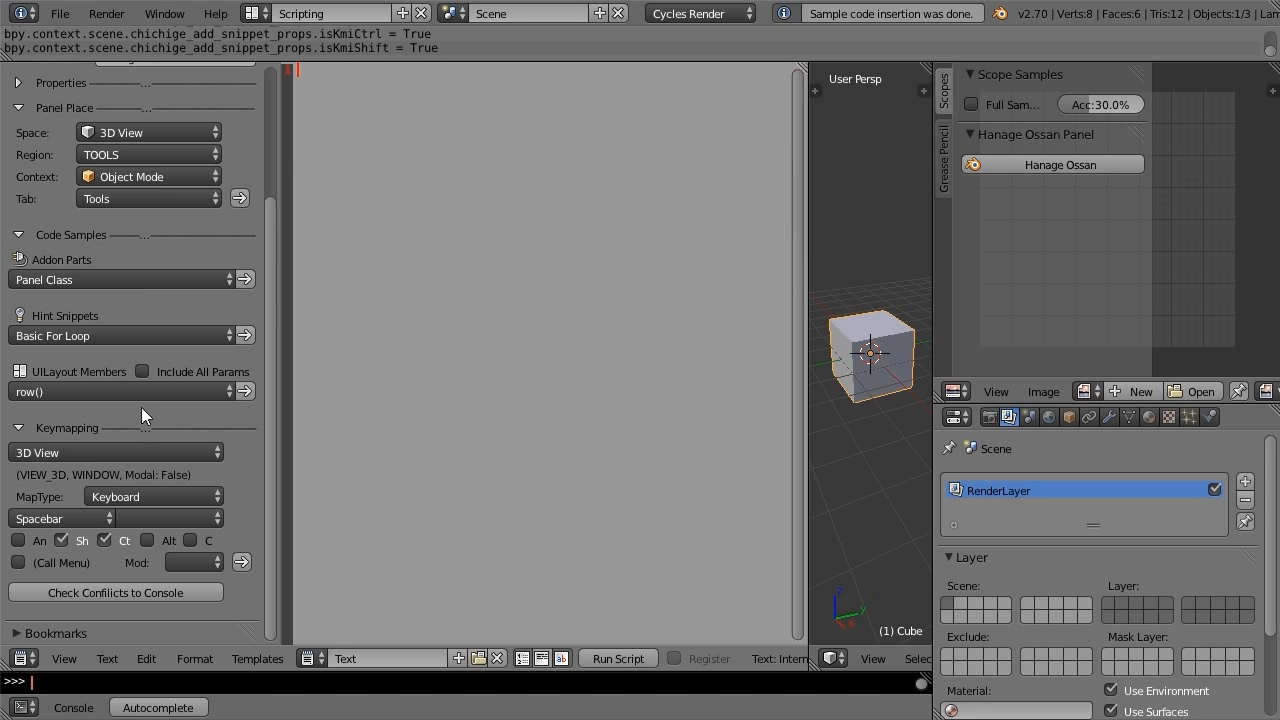 File Render Window Help Scripting Scene Cycles Render Sample code insertion was done. v2.70 | Verts:8 | Faces:6 | Tris:12 | Objects:1/3
bpy.context.scene.chichige_add_snippet_props.isKmiCtrl = True
bpy.context.scene.chichige_add_snippet_props.isKmiShift = True
Properties ...
Panel Place ...
Space: 3D View
Region: TOOLS
Context: Object Mode
Tab: Tools
Code Samples ...
Addon Parts
Panel Class
Hint Snippets
Basic For Loop
UILayout Members Include All Params
row()
Keymapping ...
3D View
(VIEW_3D, WINDOW, Modal: False)
MapType: Keyboard
Spacebar
An Sh Ct Alt C
(Call Menu) Mod:
Check Confilicts to Console
Bookmarks
View Text Edit Format Templates Text Run Script Register Text: Intern
>>>
Console Autocomplete
1
User Persp
z
y
x
(1) Cube
View Selec
Scopes
Grease Pencil
Scope Samples
Full Sam... Acc:30.0%
Hanage Ossan Panel
Hanage Ossan
View Image New Open
Scene
RenderLayer
Layer
Scene: Layer:
Exclude: Mask Layer:
Material: Use Environment
Use Surfaces